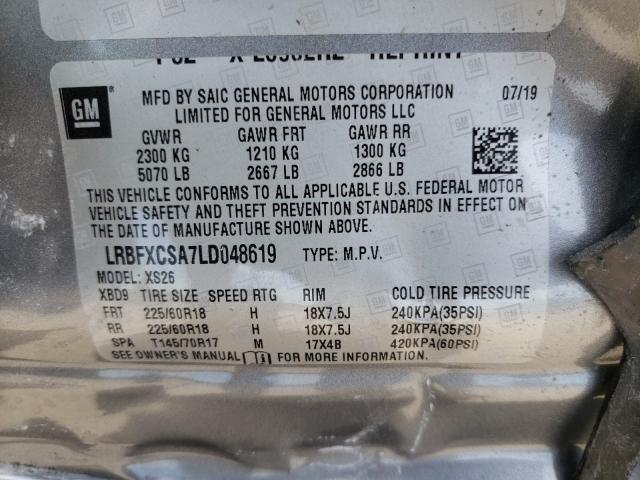 GM
MFD BY SAIC GENERAL MOTORS CORPORATION 07/19
LIMITED FOR GENERAL MOTORS LLC
GVWR GAWR FRT GAWR RR
2300 KG 1210 KG 1300 KG
5070 LB 2667 LB 2866 LB
THIS VEHICLE CONFORMS TO ALL APPLICABLE U.S. FEDERAL MOTOR
VEHICLE SAFETY AND THEFT PREVENTION STANDARDS IN EFFECT ON
THE DATE OF MANUFACTURE SHOWN ABOVE.
LRBFXCSA7LD048619 TYPE: M.P.V.
MODEL: XS26
XBD9 TIRE SIZE SPEED RTG RIM COLD TIRE PRESSURE
FRT 225/60R18 H 18X7.5J 240KPA(35PSI)
RR 225/60R18 H 18X7.5J 240KPA(35PSI)
SPA T145/70R17 M 17X4B 420KPA(60PSI)
SEE OWNER'S MANUAL FOR MORE INFORMATION